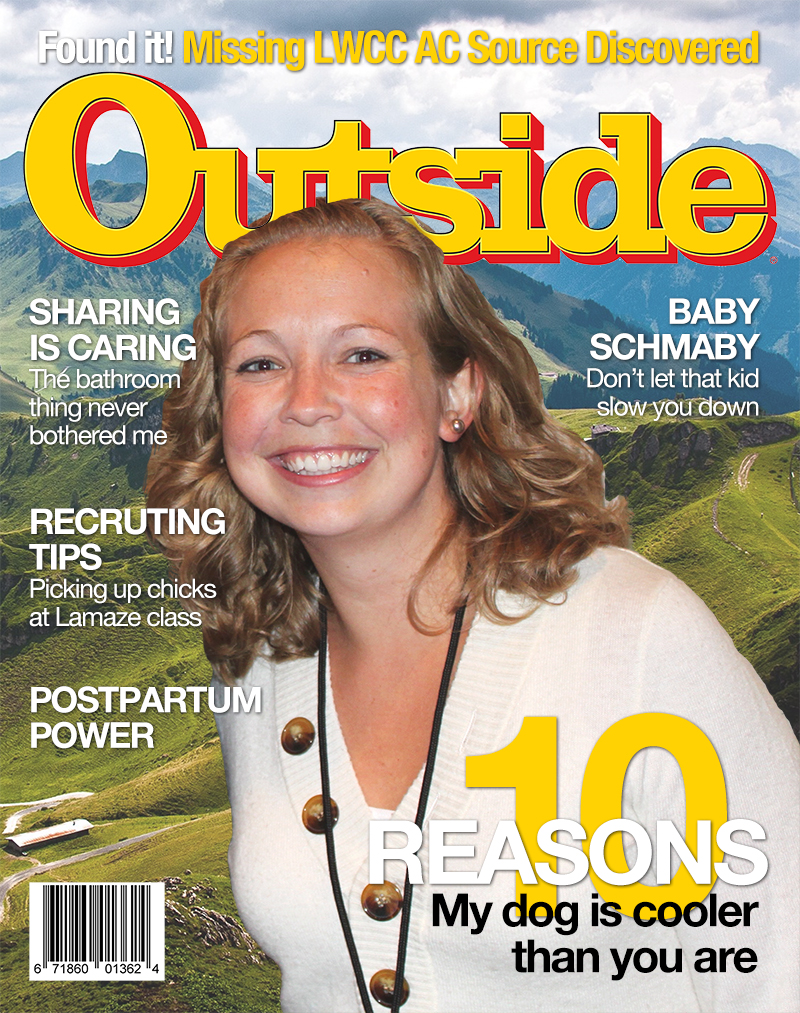 Found it! Missing LWCC AC Source Discovered
Outside
SHARING
IS CARING
Thé bathroom
thing never
bothered me
BABY
SCHMABY
Don't let that kid
slow you down
RECRUTING
TIPS
Picking up chicks
at Lamaze class
POSTPARTUM
POWER
10
REASONS
My dog is cooler
than you are
6 71860 01362 4